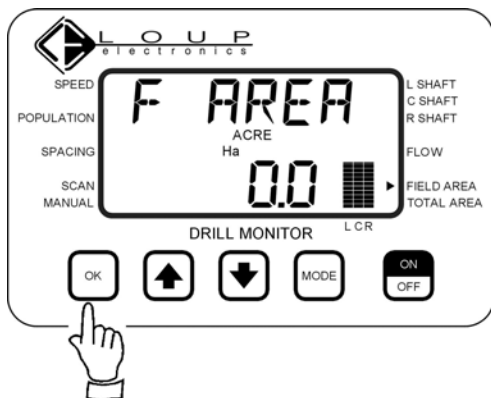 LOUP
electronics
SPEED
POPULATION
SPACING
SCAN
MANUAL
F AREA
ACRE
Ha
0.0
L SHAFT
C SHAFT
R SHAFT
FLOW
FIELD AREA
TOTAL AREA
L C R
DRILL MONITOR
OK
MODE
ON
OFF